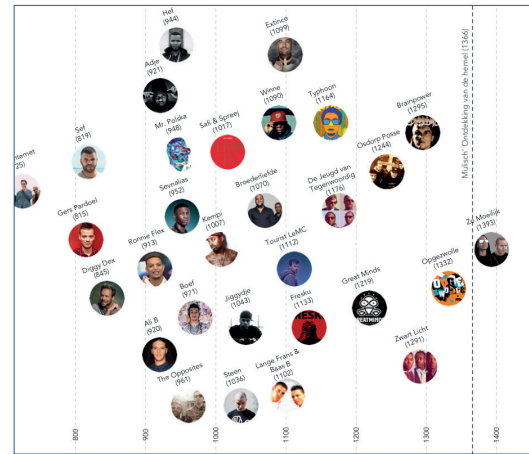 Hef
(944)
Extince
(1099)
Adje
(921)
Winne
(1090)
Typhoon
(1164)
Brainpower
(1295)
Mulisch' Ontdekking van de hemel (1366)
Mr. Polska
(948)
Safi & Spreej
(1017)
Sef
(819)
Osdorp Posse
(1244)
De Jeugd van
Tegenwoordig
(1176)
Broederliefde
(1070)
Sevnalias
(952)
Kempi
(1007)
Zo Moeilijk
(1393)
Gers Pardoel
(815)
Ronnie Flex
(913)
Tourist LeMC
(1112)
Opgezwolle
(1332)
Diggy Dex
(845)
Great Minds
(1219)
Boef
(971)
Jiggydje
(1043)
Fresku
(1133)
Ali B
(920)
Zwart Licht
(1291)
Lange Frans &
Baas B
(1102)
The Opposites
(961)
Steen
(1036)
800
900
1000
1100
1200
1300
1400